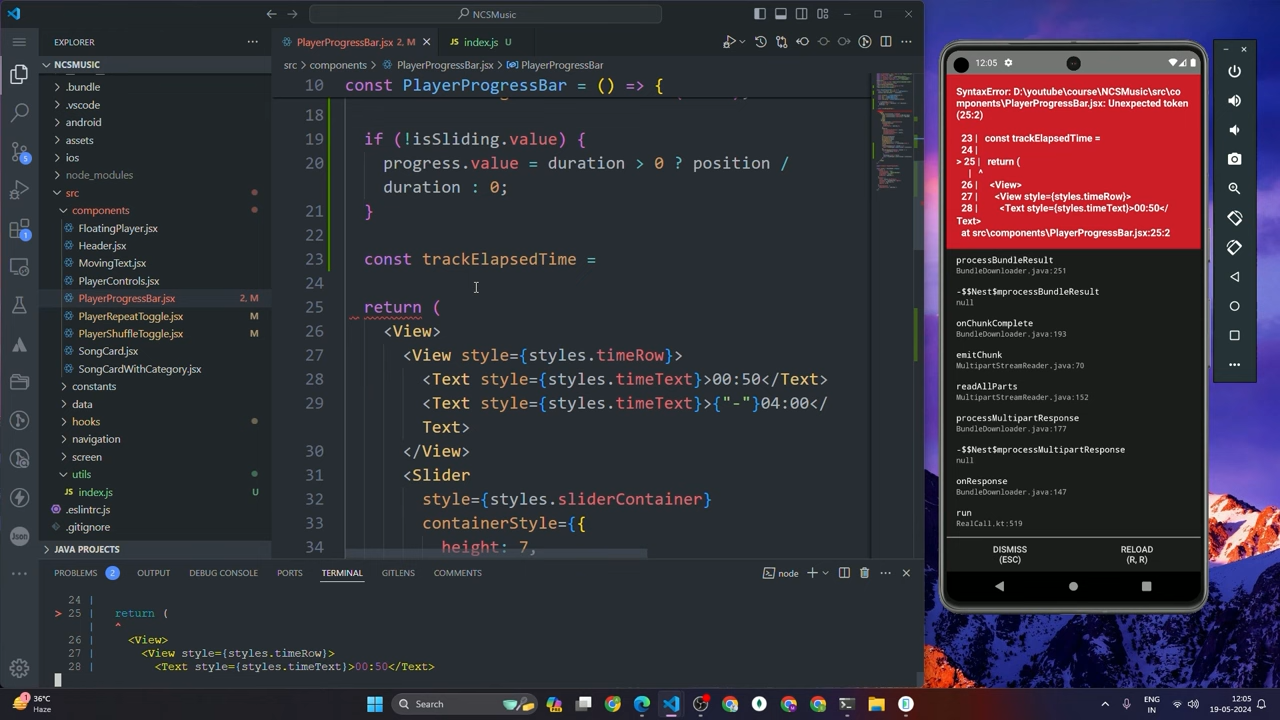 NCSMusic
EXPLORER
NCSMUSIC
.bundle
.vscode
android
assets
ios
node_modules
src
components
FloatingPlayer.jsx
Header.jsx
MovingText.jsx
PlayerControls.jsx
PlayerProgressBar.jsx 2, M
PlayerRepeatToggle.jsx M
PlayerShuffleToggle.jsx M
SongCard.jsx
SongCardWithCategory.jsx
constants
data
hooks
navigation
screen
utils
index.js U
.eslintrc.js
.gitignore
JAVA PROJECTS
5
1
Json
PlayerProgressBar.jsx 2, M
index.js U
src > components > PlayerProgressBar.jsx > PlayerProgressBar
10 const PlayerProgressBar = () => {
18
19 if (!isSliding.value) {
20 progress.value = duration > 0 ? position /
duration : 0;
21 }
22
23 const trackElapsedTime =
24
25 return (
26 <View>
27 <View style={styles.timeRow}>
28 <Text style={styles.timeText}>00:50</Text>
29 <Text style={styles.timeText}>{"-"}04:00</
Text>
30 </View>
31 <Slider
32 style={styles.sliderContainer}
33 containerStyle={{
34 height: 7,
PROBLEMS 2 OUTPUT DEBUG CONSOLE PORTS TERMINAL GITLENS COMMENTS
node
24 |
> 25 | return (
| ^
26 | <View>
27 | <View style={styles.timeRow}>
28 | <Text style={styles.timeText}>00:50</Text>
12:05
SyntaxError: D:\youtube\course\NCSMusic\src\co
mponents\PlayerProgressBar.jsx: Unexpected token
(25:2)
23 | const trackElapsedTime =
24 |
> 25 | return (
| ^
26 | <View>
27 | <View style={styles.timeRow}>
28 | <Text style={styles.timeText}>00:50</
Text>
at src\components\PlayerProgressBar.jsx:25:2
processBundleResult
BundleDownloader.java:251
-$$Nest$mprocessBundleResult
null
onChunkComplete
BundleDownloader.java:193
emitChunk
MultipartStreamReader.java:70
readAllParts
MultipartStreamReader.java:152
processMultipartResponse
BundleDownloader.java:177
-$$Nest$mprocessMultipartResponse
null
onResponse
BundleDownloader.java:147
run
RealCall.kt:519
DISMISS
(ESC)
RELOAD
(R, R)
1
36°C
Haze
Search
ENG
IN
12:05
19-05-2024